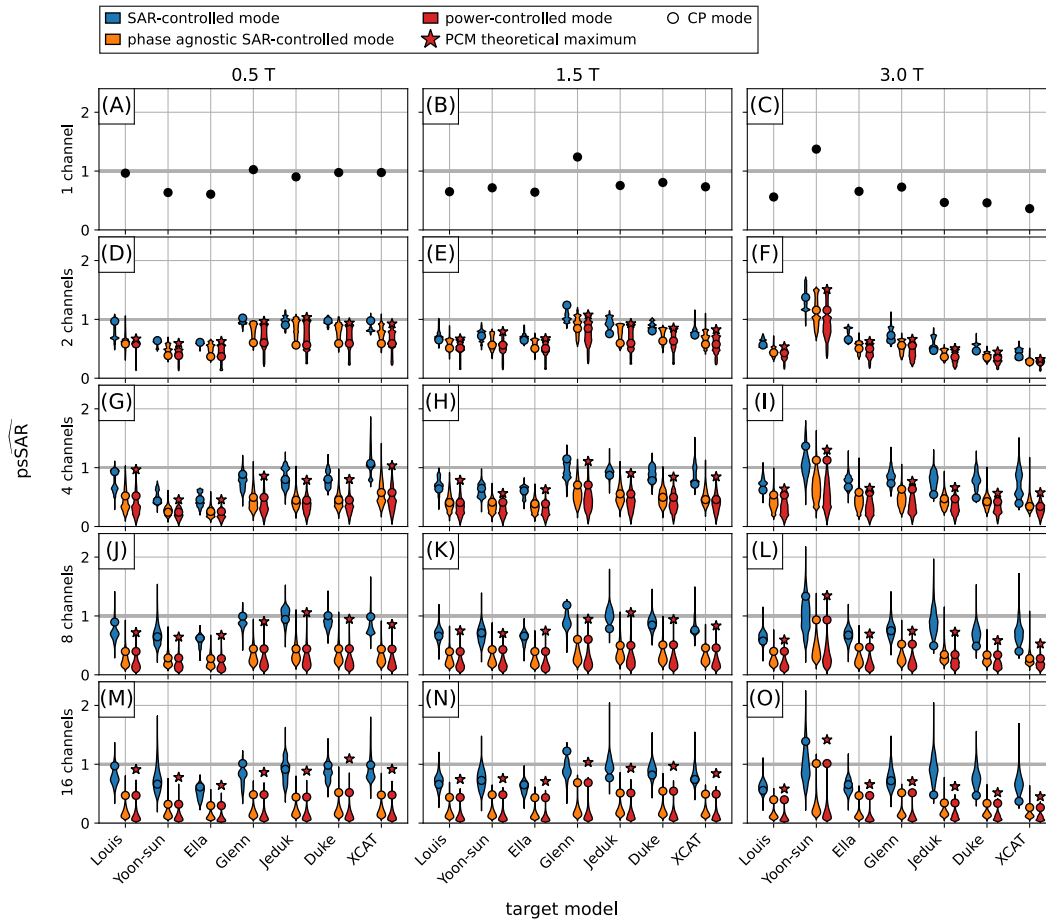 SAR-controlled mode
power-controlled mode
CP mode
phase agnostic SAR-controlled mode
PCM theoretical maximum
0.5 T
1.5 T
3.0 T
(A)
(B)
(C)
2
1
0
1 channel
(D)
(E)
(F)
2
1
0
2 channels
(G)
(H)
(I)
2
1
0
4 channels
(J)
(K)
(L)
2
1
0
8 channels
(M)
(N)
(O)
2
1
0
16 channels
psSAR
Louis
Yoon-sun
Ella
Glenn
Jeduk
Duke
XCAT
Louis
Yoon-sun
Ella
Glenn
Jeduk
Duke
XCAT
Louis
Yoon-sun
Ella
Glenn
Jeduk
Duke
XCAT
target model